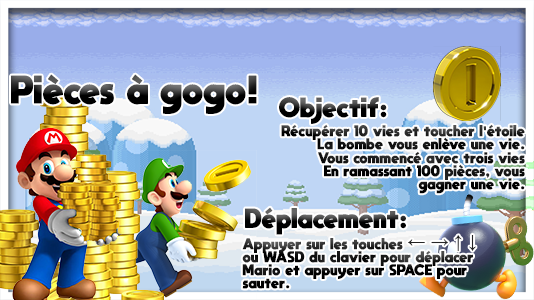 Pièces à gogo!
Objectif:
Récupérer 10 vies et toucher l'étoile
La bombe vous enlève une vie.
Vous commencé avec trois vies
En ramassant 100 pièces, vous
gagner une vie.
Déplacement:
Appuyer sur les touches ← → ↑ ↓
ou WASD du clavier pour déplacer
Mario et appuyer sur SPACE pour
sauter.